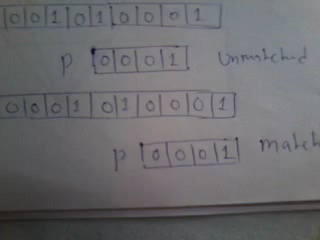 0 0 1 0 1 0 0 0 1
P 0 0 0 1 Unmatched
0 0 0 1 0 1 0 0 0 1
P 0 0 0 1 match